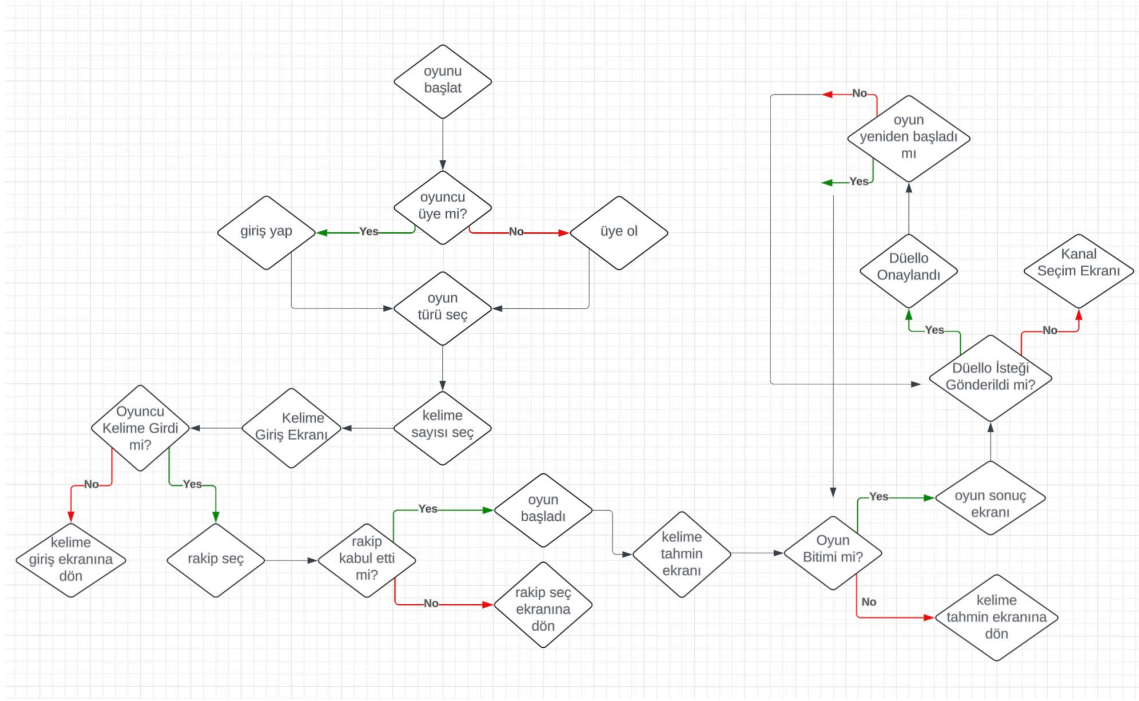 oyunu
başlat
No
oyun
yeniden başladı
mı
Yes
oyuncu
üye mi?
giriş yap
Yes
No
üye ol
Düello
Onaylandı
Kanal
Seçim Ekranı
oyun
türü seç
Yes
No
Düello İsteği
Gönderildi mi?
Oyuncu
Kelime Girdi
mi?
Kelime
Giriş Ekranı
kelime
sayısı seç
No
Yes
Yes
oyun
başladı
Yes
oyun sonuç
ekranı
kelime
giriş ekranına
dön
rakip seç
rakip
kabul etti
mi?
kelime
tahmin
ekranı
Oyun
Bitimi mi?
No
rakip seç
ekranına
dön
No
kelime
tahmin ekranına
dön